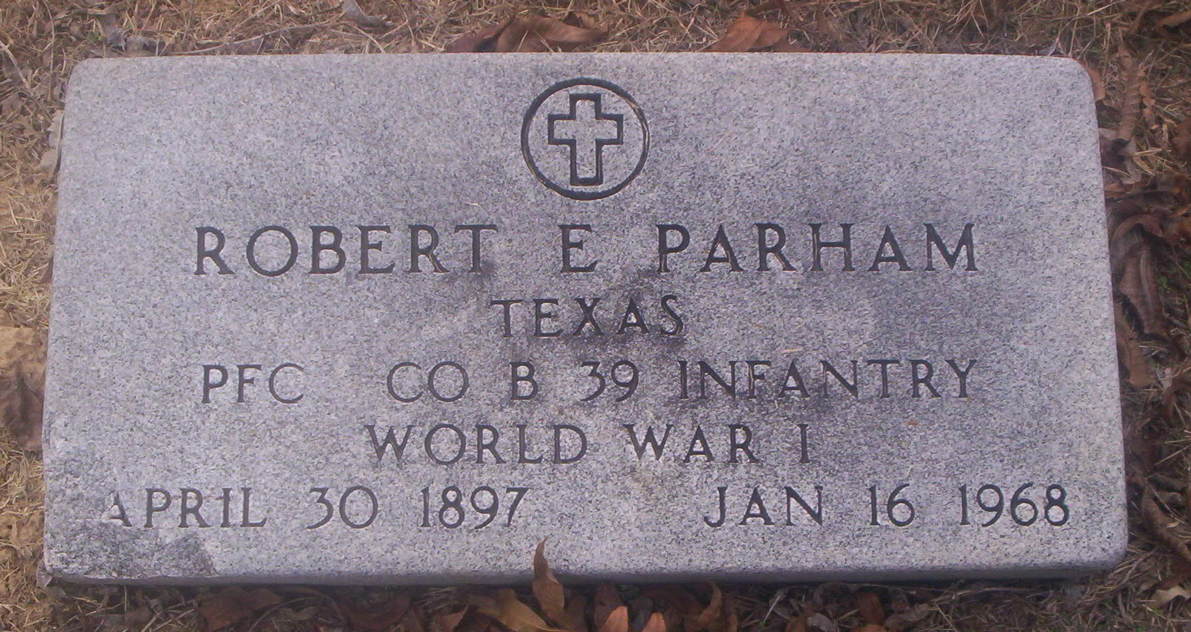 ROBERT E PARHAM
TEXAS
PFC CO B 39 INFANTRY
WORLD WAR I
APRIL 30 1897 JAN 16 1968